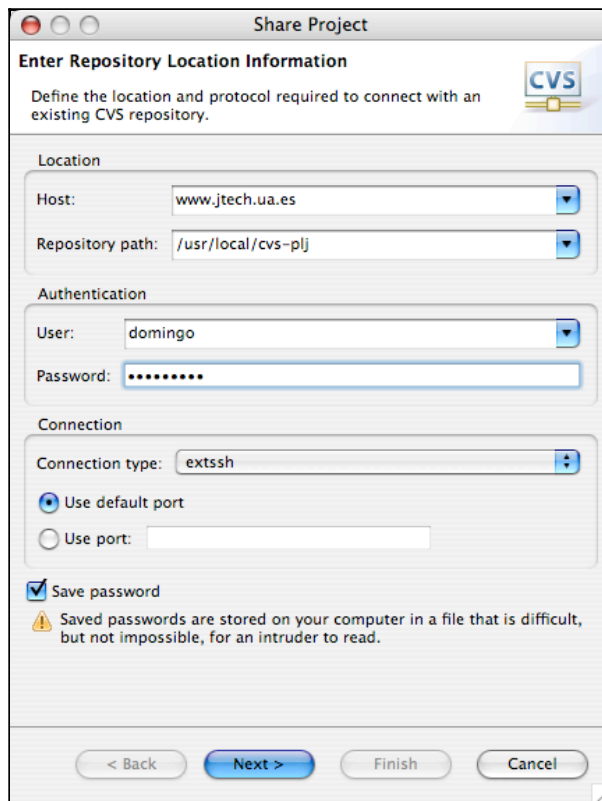 Share Project
Enter Repository Location Information
CVS
Define the location and protocol required to connect with an
existing CVS repository.
Location
Host: www.jtech.ua.es
Repository path: /usr/local/cvs-plj
Authentication
User: domingo
Password: •••••••••
Connection
Connection type: extssh
Use default port
Use port:
Save password
Saved passwords are stored on your computer in a file that is difficult,
but not impossible, for an intruder to read.
< Back Next > Finish Cancel